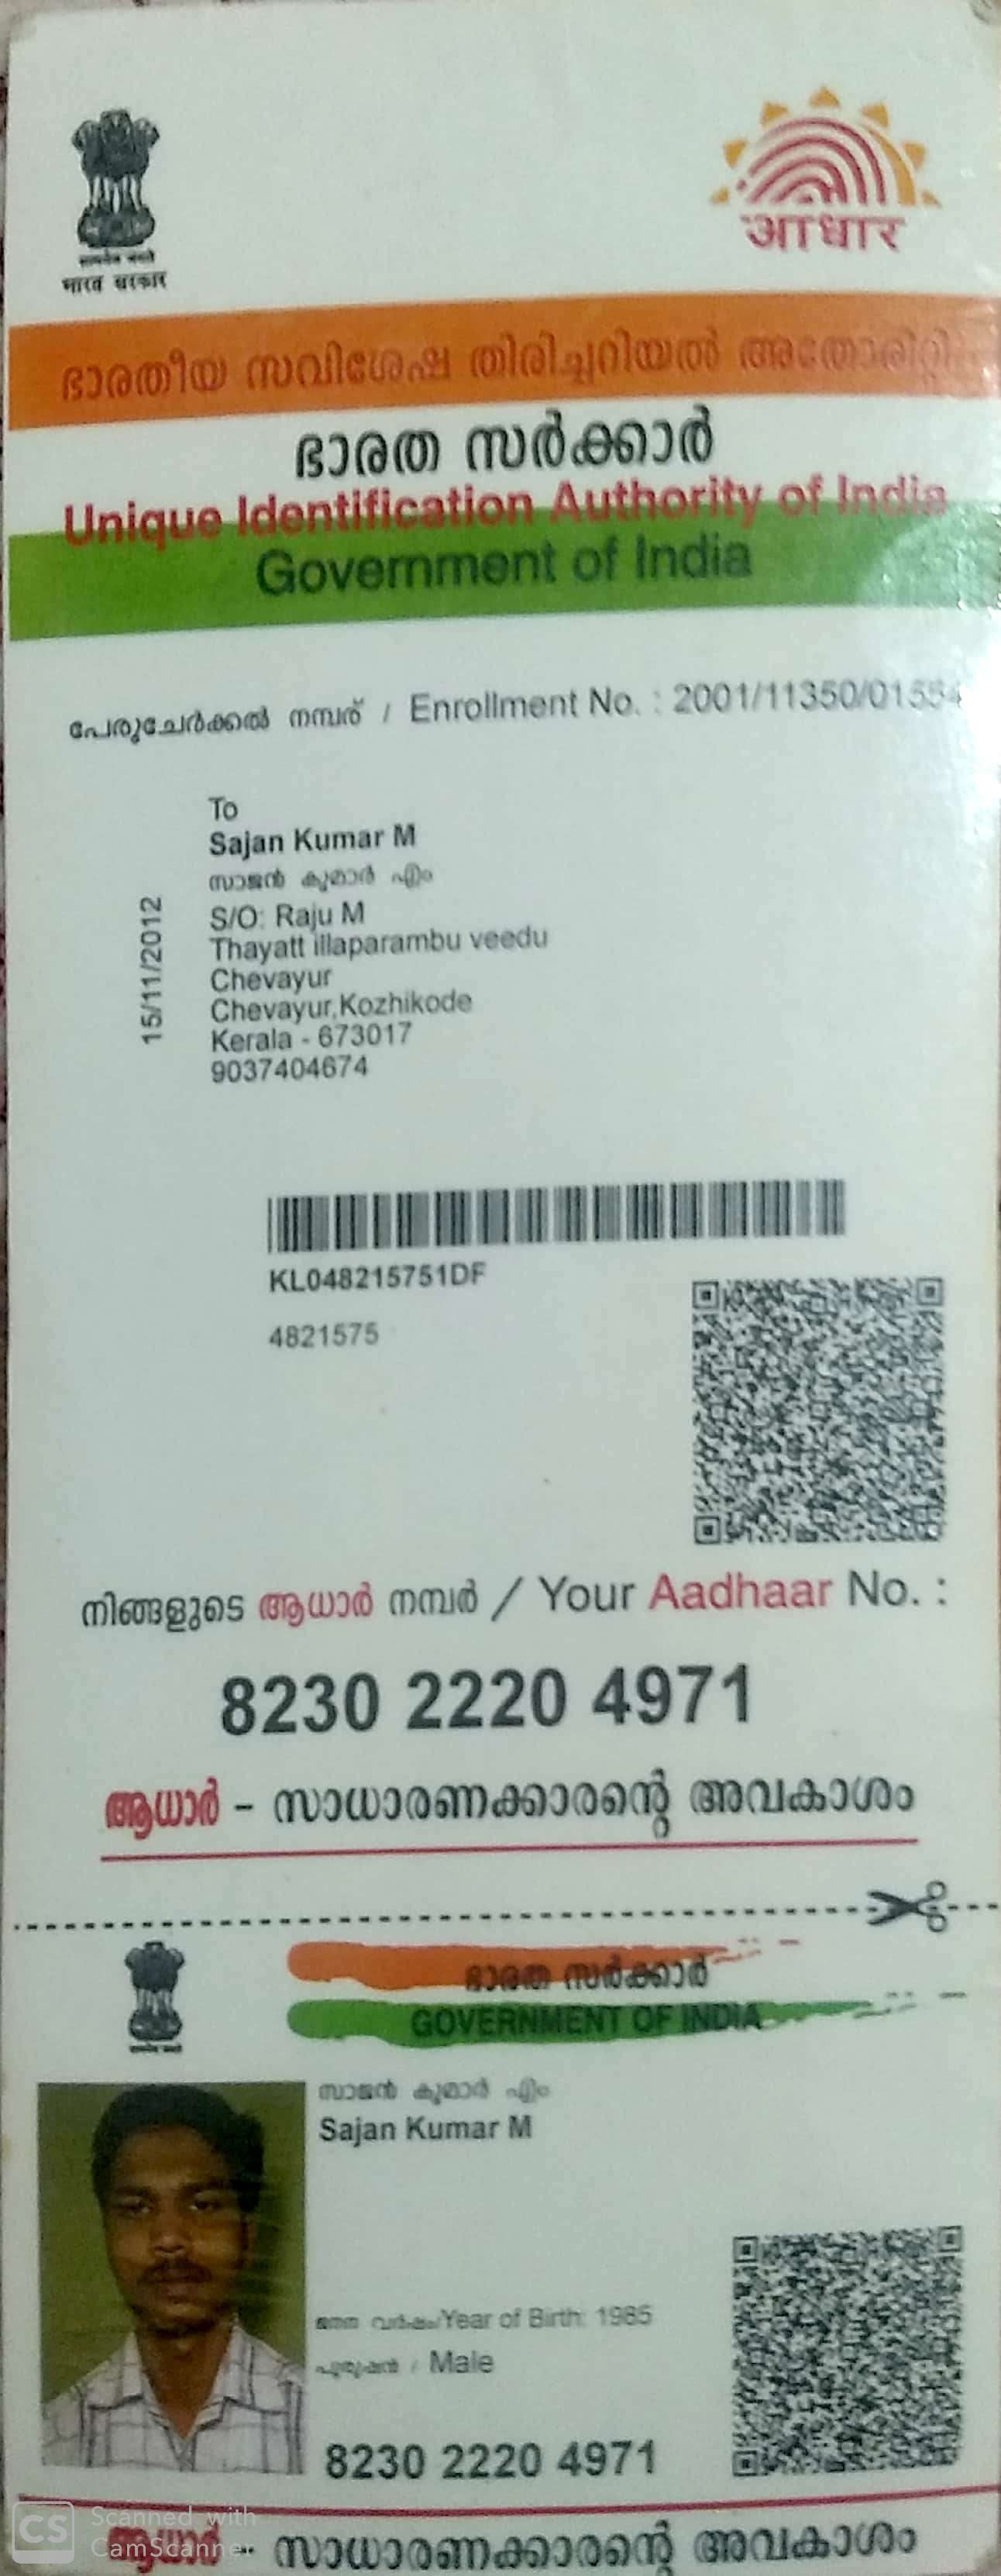 आधार
भारत सरकार
ഭാരതീയ സവിശേഷ തിരിച്ചറിയൽ അതോറിറ്റി
ഭാരത സർക്കാർ
Unique Identification Authority of India
Government of India
പേരുചേർക്കൽ നമ്പര് / Enrollment No. : 2001/11350/01554
To
Sajan Kumar M
സാജൻ കുമാർ എം
S/O: Raju M
Thayatt illaparambu veedu
Chevayur
Chevayur,Kozhikode
Kerala - 673017
9037404674
15/11/2012
KL048215751DF
4821575
നിങ്ങളുടെ ആധാർ നമ്പർ / Your Aadhaar No. :
8230 2220 4971
ആധാർ – സാധാരണക്കാരന്റെ അവകാശം
ഭാരത സർക്കാർ
GOVERNMENT OF INDIA
സാജൻ കുമാർ എം
Sajan Kumar M
ജനന വർഷം/Year of Birth: 1985
പുരുഷൻ / Male
8230 2220 4971
ആധാർ - സാധാരണക്കാരന്റെ അവകാശം
CS Scanned with
CamScanner